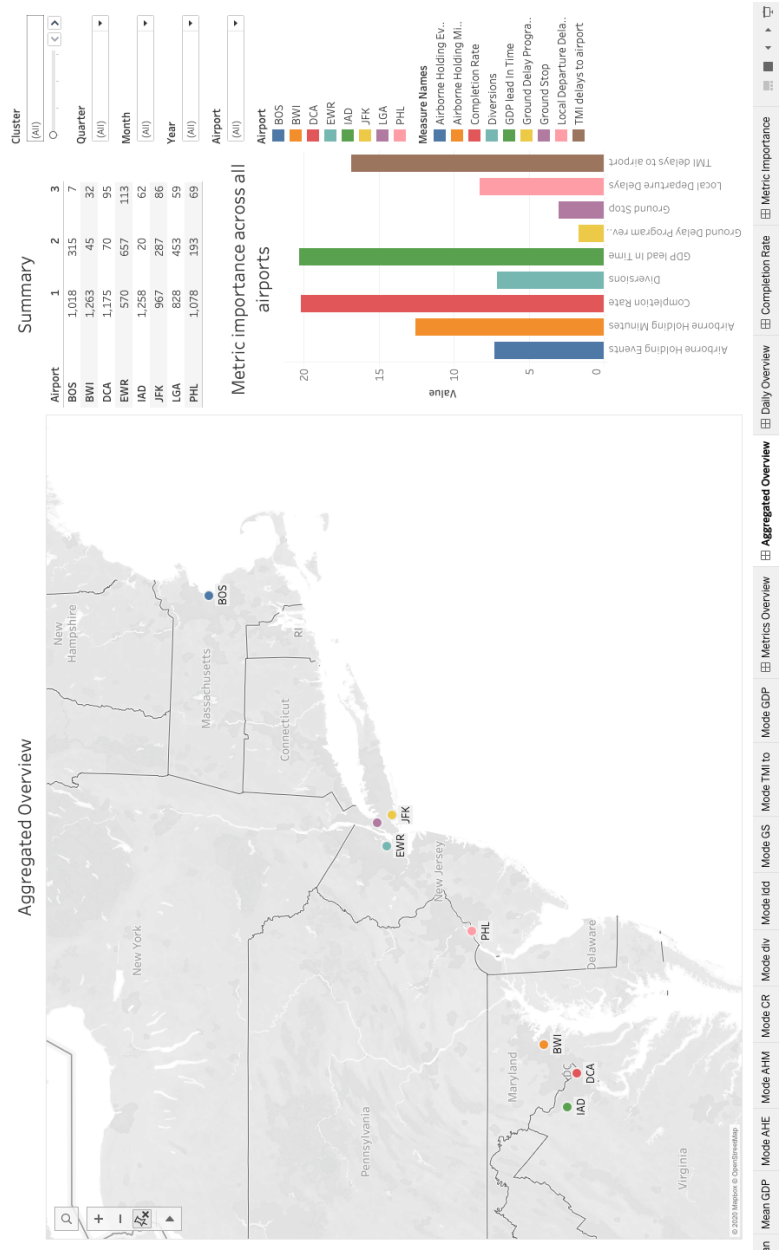 Aggregated Overview
New York
New
Hampshire
Massachusetts
BOS
Connecticut
RI
Pennsylvania
EWR
JFK
New Jersey
PHL
Maryland
BWI
DC
DCA
IAD
Delaware
Virginia
© 2020 Mapbox © OpenStreetMap
Summary
Airport 1 2 3
BOS 1,018 315 7
BWI 1,263 45 32
DCA 1,175 70 95
EWR 570 657 113
IAD 1,258 20 62
JFK 967 287 86
LGA 828 453 59
PHL 1,078 193 69
Metric importance across all
airports
Value
20
15
10
5
0
Airborne Holding Events
Airborne Holding Minutes
Completion Rate
Diversions
GDP lead In Time
Ground Delay Program rev..
Ground Stop
Local Departure Delays
TMI delays to airport
Cluster
(All)
Quarter
(All)
Month
(All)
Year
(All)
Airport
(All)
Airport
BOS
BWI
DCA
EWR
IAD
JFK
LGA
PHL
Measure Names
Airborne Holding Ev..
Airborne Holding Mi..
Completion Rate
Diversions
GDP lead In Time
Ground Delay Progra..
Ground Stop
Local Departure Dela..
TMI delays to airport
on Mean GDP Mode AHE Mode AHM Mode CR Mode div Mode ldd Mode GS Mode TMI to Mode GDP Metrics Overview Aggregated Overview Daily Overview Completion Rate Metric Importance